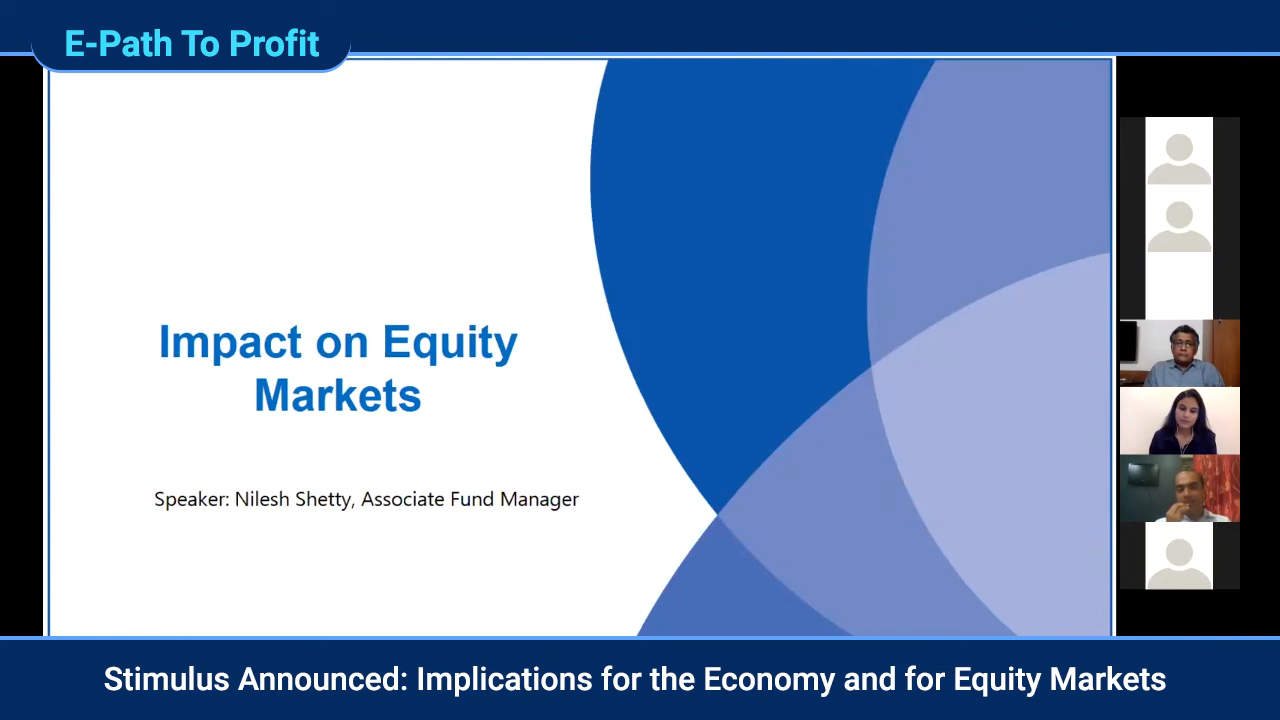 E-Path To Profit
Impact on Equity
Markets
Speaker: Nilesh Shetty, Associate Fund Manager
Stimulus Announced: Implications for the Economy and for Equity Markets